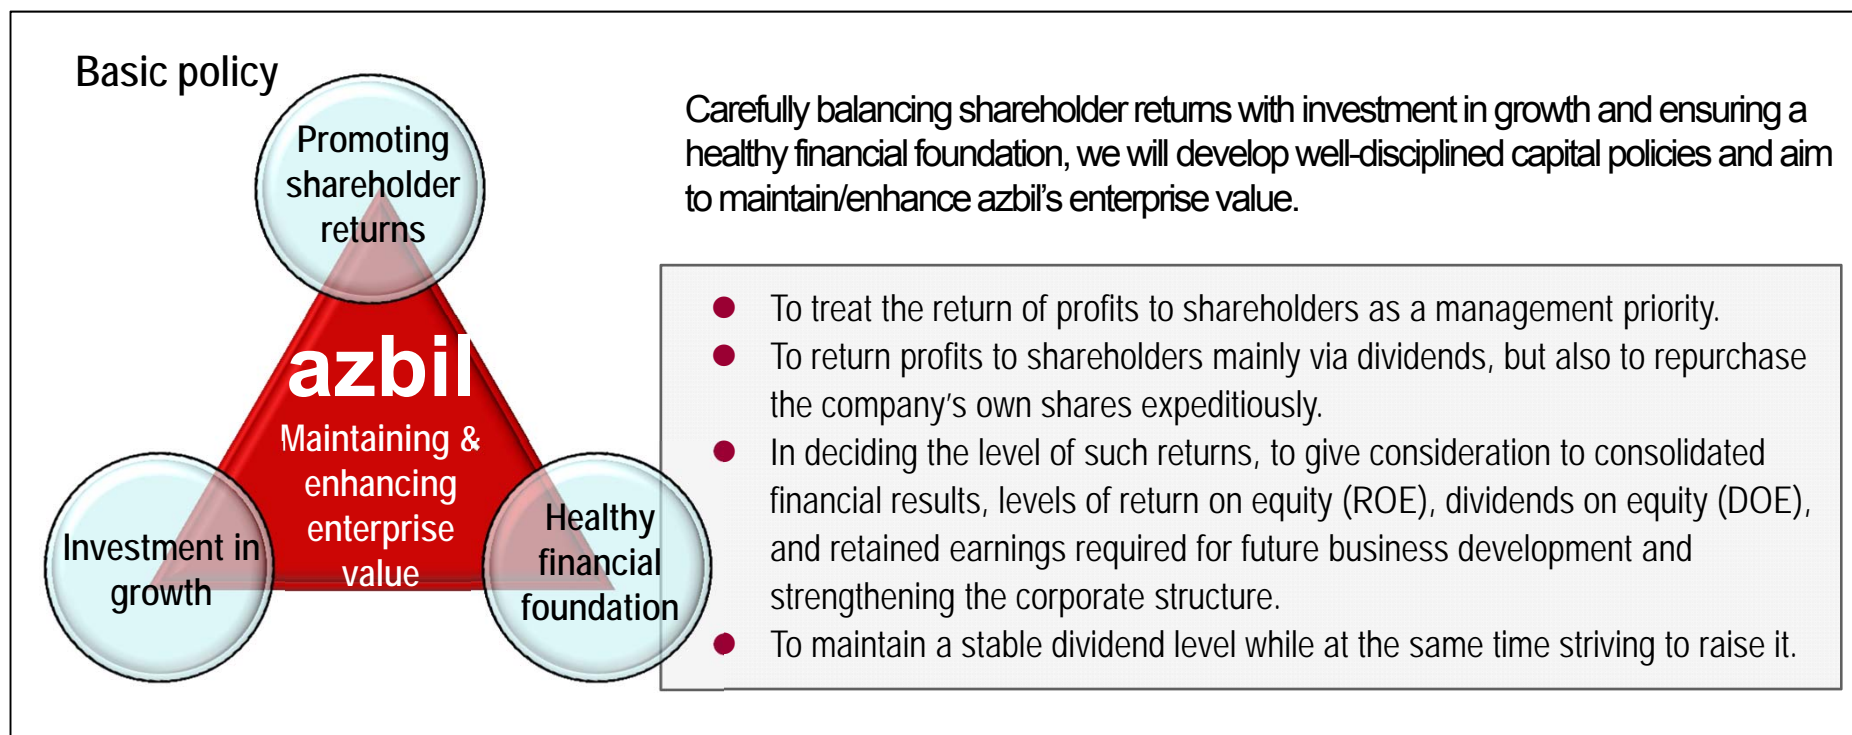 Basic policy
Promoting
shareholder
returns
azbil
Maintaining &
enhancing
enterprise
value
Investment in
growth
Healthy
financial
foundation
Carefully balancing shareholder returns with investment in growth and ensuring a
healthy financial foundation, we will develop well-disciplined capital policies and aim
to maintain/enhance azbil's enterprise value.
● To treat the return of profits to shareholders as a management priority.
● To return profits to shareholders mainly via dividends, but also to repurchase
the company's own shares expeditiously.
● In deciding the level of such returns, to give consideration to consolidated
financial results, levels of return on equity (ROE), dividends on equity (DOE),
and retained earnings required for future business development and
strengthening the corporate structure.
● To maintain a stable dividend level while at the same time striving to raise it.